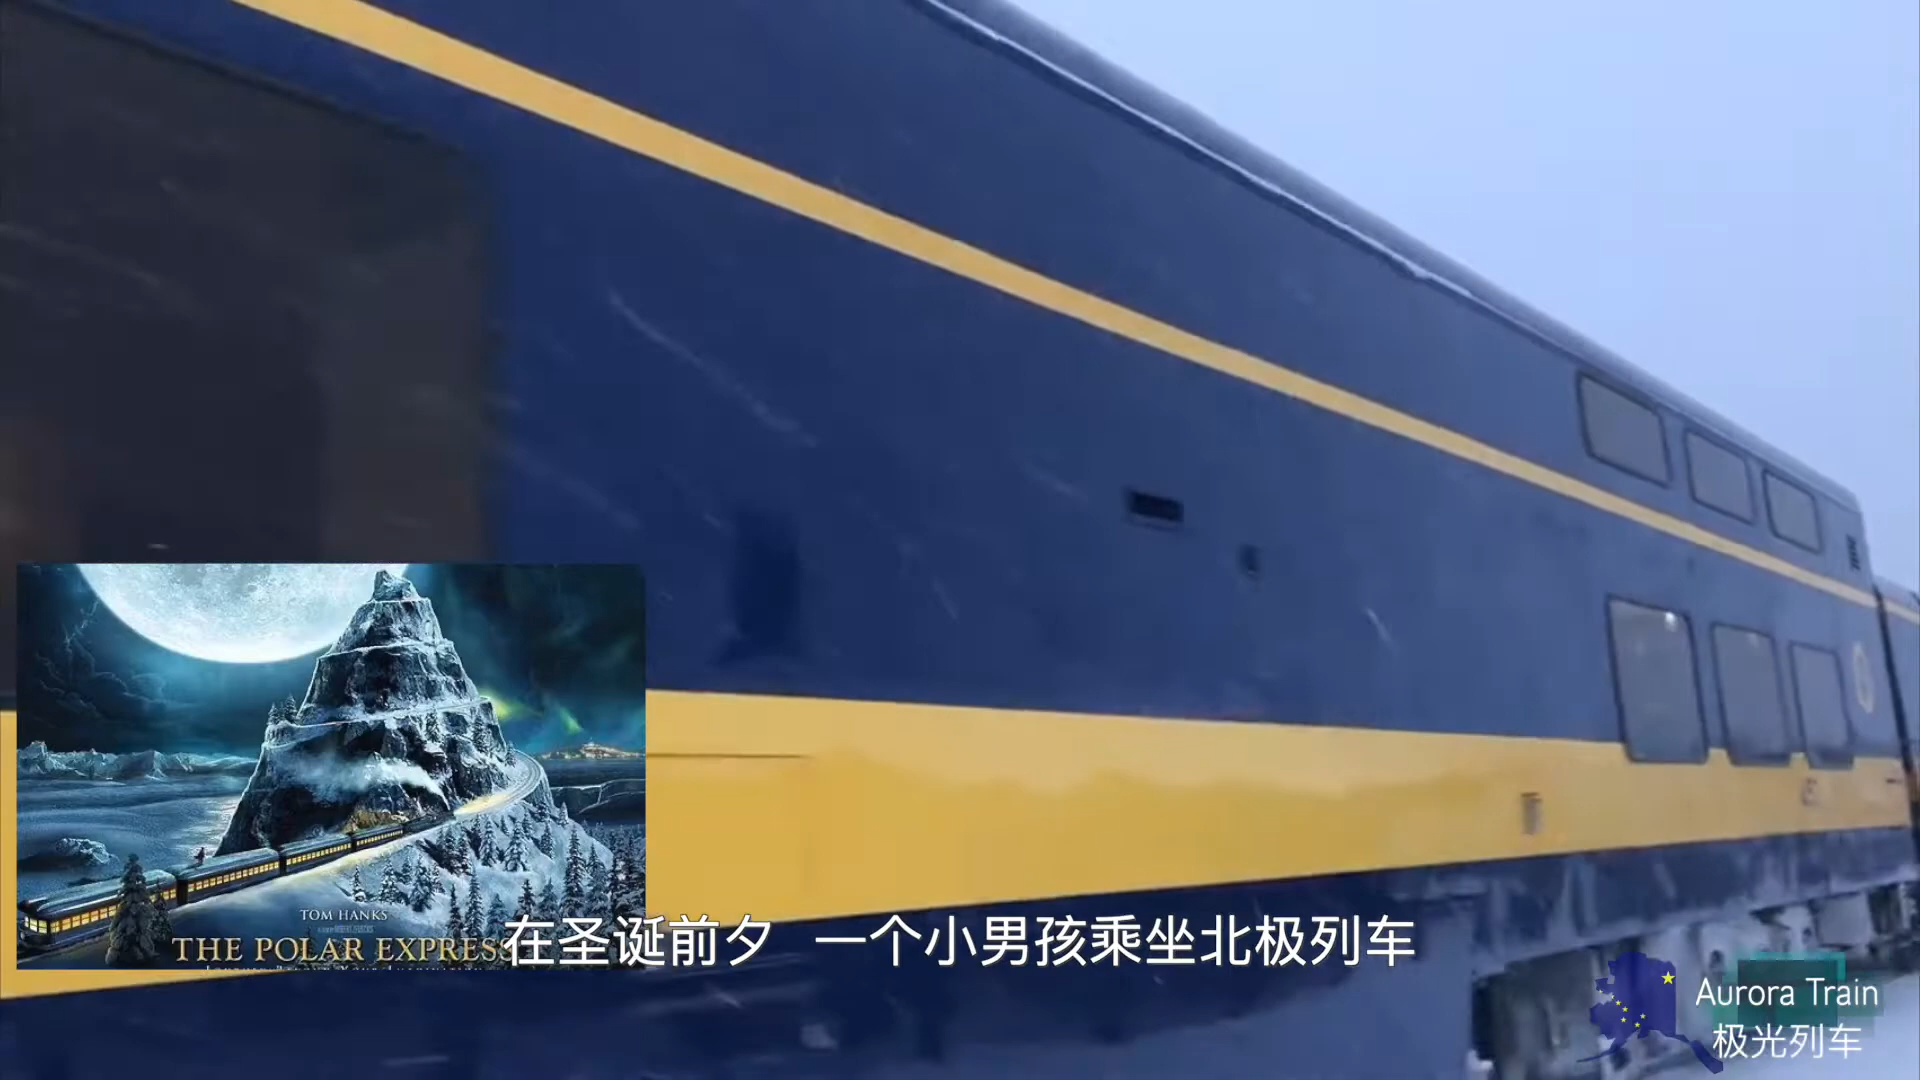 TOM HANKS
THE POLAR EXPRESS
在圣诞前夕 一个小男孩乘坐北极列车
Aurora Train
极光列车